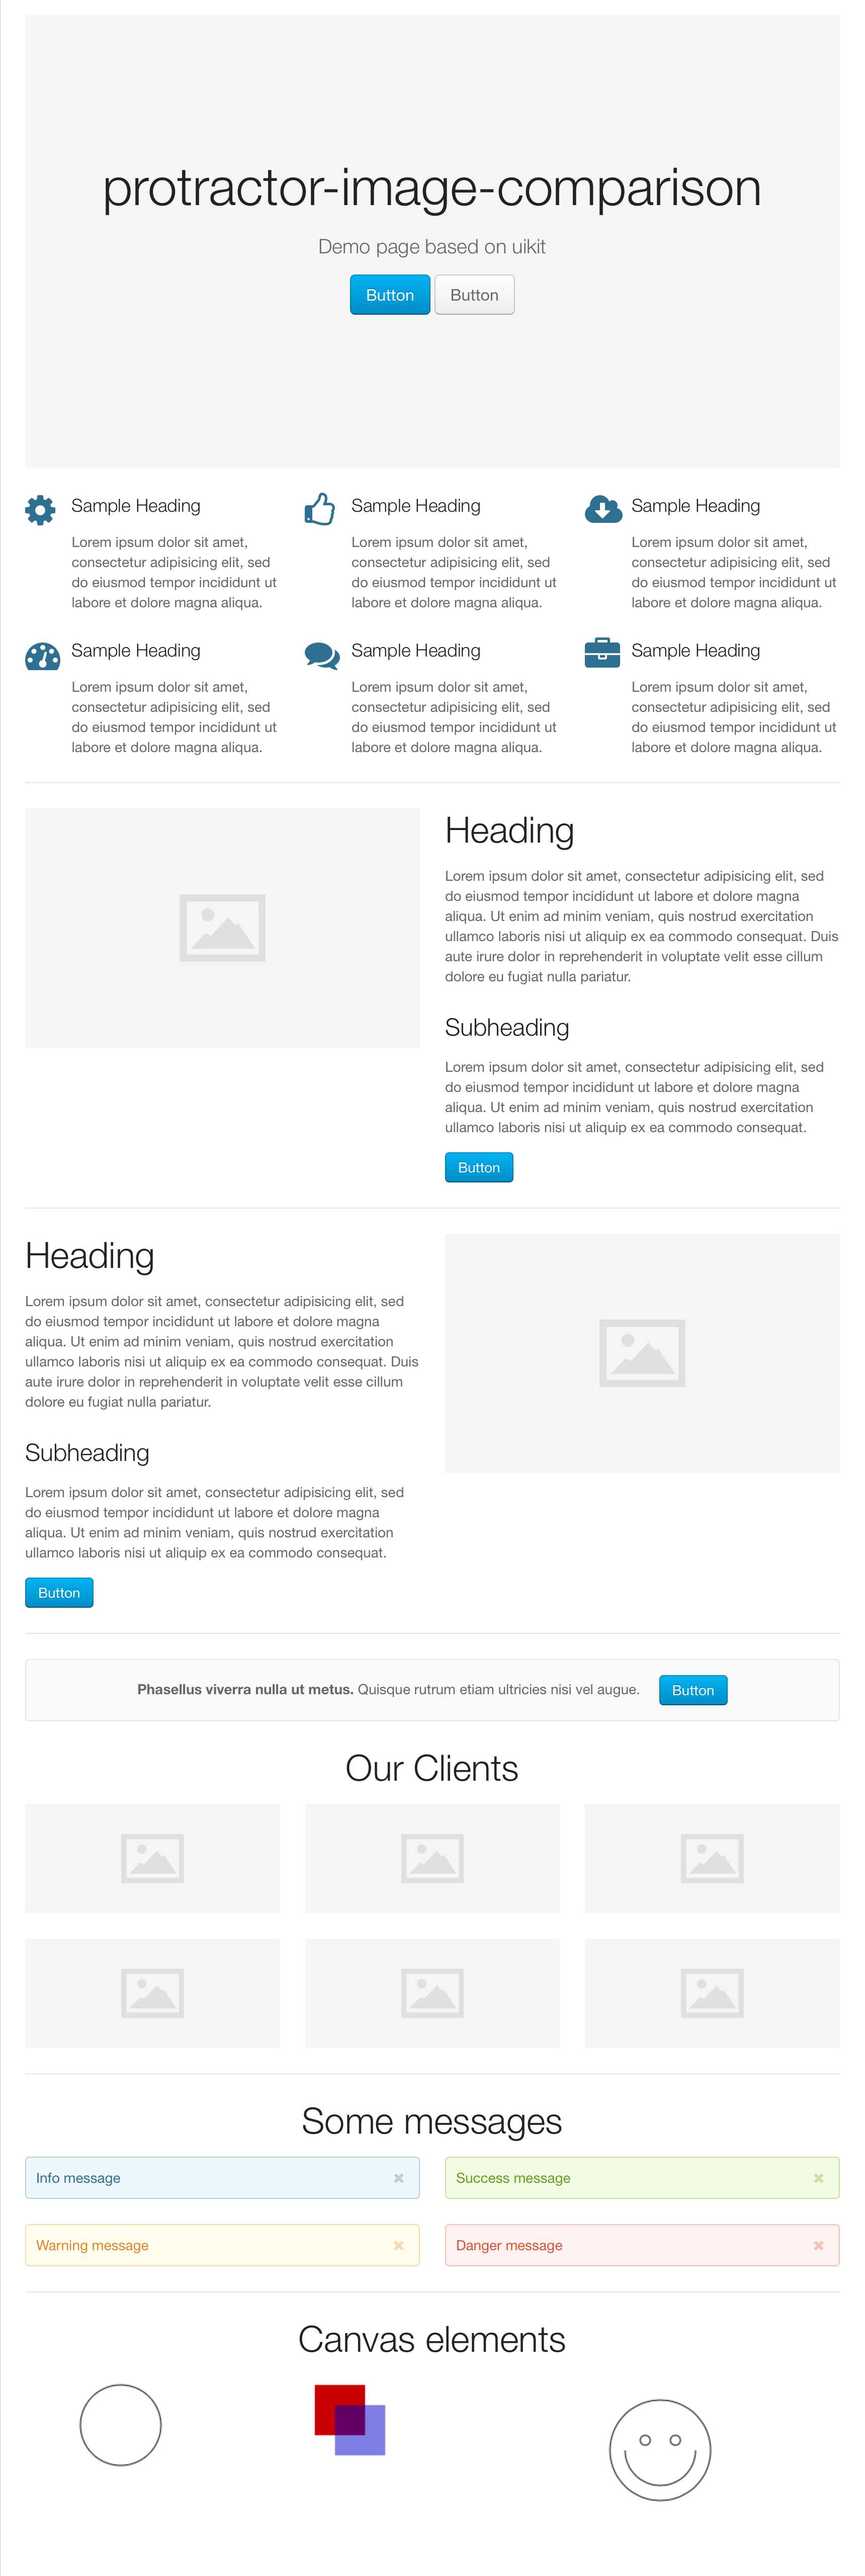 protractor-image-comparison
Demo page based on uikit
Button Button
Sample Heading
Lorem ipsum dolor sit amet,
consectetur adipisicing elit, sed
do eiusmod tempor incididunt ut
labore et dolore magna aliqua.
Sample Heading
Lorem ipsum dolor sit amet,
consectetur adipisicing elit, sed
do eiusmod tempor incididunt ut
labore et dolore magna aliqua.
Sample Heading
Lorem ipsum dolor sit amet,
consectetur adipisicing elit, sed
do eiusmod tempor incididunt ut
labore et dolore magna aliqua.
Sample Heading
Lorem ipsum dolor sit amet,
consectetur adipisicing elit, sed
do eiusmod tempor incididunt ut
labore et dolore magna aliqua.
Sample Heading
Lorem ipsum dolor sit amet,
consectetur adipisicing elit, sed
do eiusmod tempor incididunt ut
labore et dolore magna aliqua.
Sample Heading
Lorem ipsum dolor sit amet,
consectetur adipisicing elit, sed
do eiusmod tempor incididunt ut
labore et dolore magna aliqua.
Heading
Lorem ipsum dolor sit amet, consectetur adipisicing elit, sed
do eiusmod tempor incididunt ut labore et dolore magna
aliqua. Ut enim ad minim veniam, quis nostrud exercitation
ullamco laboris nisi ut aliquip ex ea commodo consequat. Duis
aute irure dolor in reprehenderit in voluptate velit esse cillum
dolore eu fugiat nulla pariatur.
Subheading
Lorem ipsum dolor sit amet, consectetur adipisicing elit, sed
do eiusmod tempor incididunt ut labore et dolore magna
aliqua. Ut enim ad minim veniam, quis nostrud exercitation
ullamco laboris nisi ut aliquip ex ea commodo consequat.
Button
Heading
Lorem ipsum dolor sit amet, consectetur adipisicing elit, sed
do eiusmod tempor incididunt ut labore et dolore magna
aliqua. Ut enim ad minim veniam, quis nostrud exercitation
ullamco laboris nisi ut aliquip ex ea commodo consequat. Duis
aute irure dolor in reprehenderit in voluptate velit esse cillum
dolore eu fugiat nulla pariatur.
Subheading
Lorem ipsum dolor sit amet, consectetur adipisicing elit, sed
do eiusmod tempor incididunt ut labore et dolore magna
aliqua. Ut enim ad minim veniam, quis nostrud exercitation
ullamco laboris nisi ut aliquip ex ea commodo consequat.
Button
Phasellus viverra nulla ut metus. Quisque rutrum etiam ultricies nisi vel augue. Button
Our Clients
Some messages
Info message
Success message
Warning message
Danger message
Canvas elements